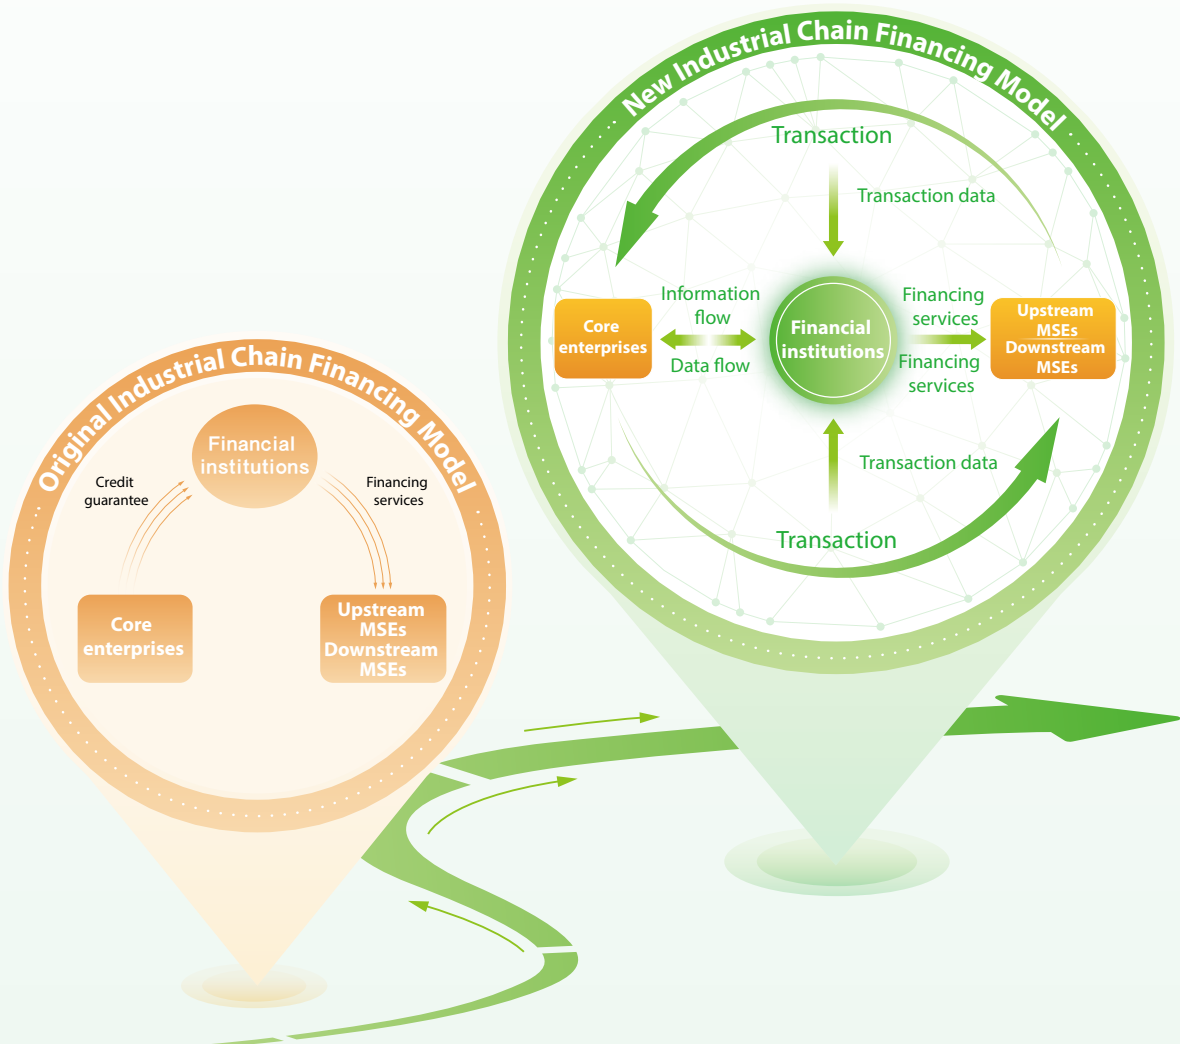 Original Industrial Chain Financing Model
Financial
institutions
Credit
guarantee
Financing
services
Core
enterprises
Upstream
MSEs
Downstream
MSEs
New Industrial Chain Financing Model
Transaction
Transaction data
Information
flow
Data flow
Core
enterprises
Financial
institutions
Financing
services
Financing
services
Upstream
MSEs
Downstream
MSEs
Transaction data
Transaction